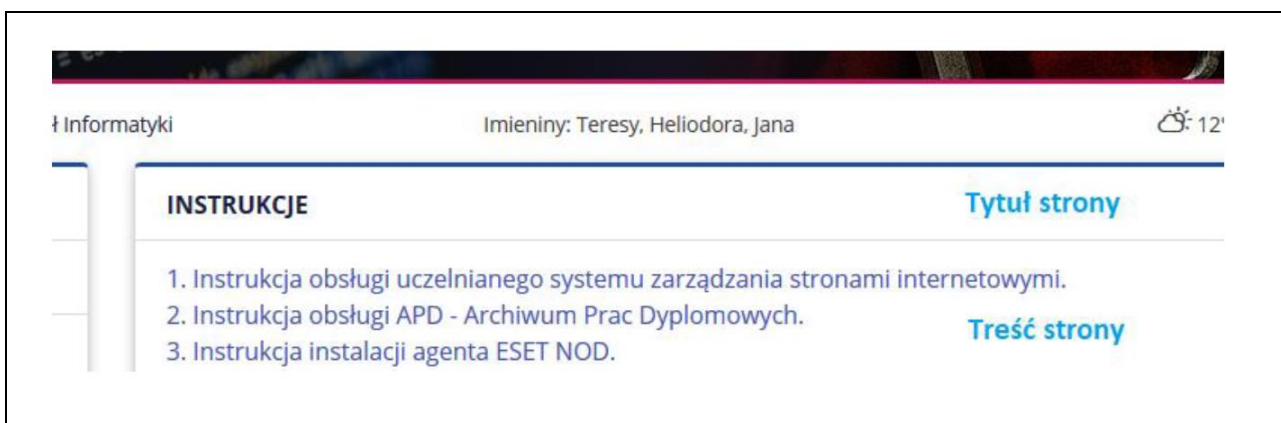 ł Informatyki
Imieniny: Teresy, Heliodora, Jana
12°
INSTRUKCJE
Tytuł strony
1. Instrukcja obsługi uczelnianego systemu zarządzania stronami internetowymi.
2. Instrukcja obsługi APD - Archiwum Prac Dyplomowych.
Treść strony
3. Instrukcja instalacji agenta ESET NOD.